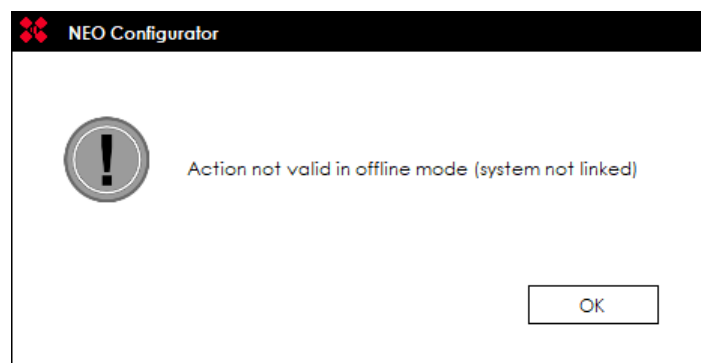 NEO Configurator
Action not valid in offline mode (system not linked)
OK